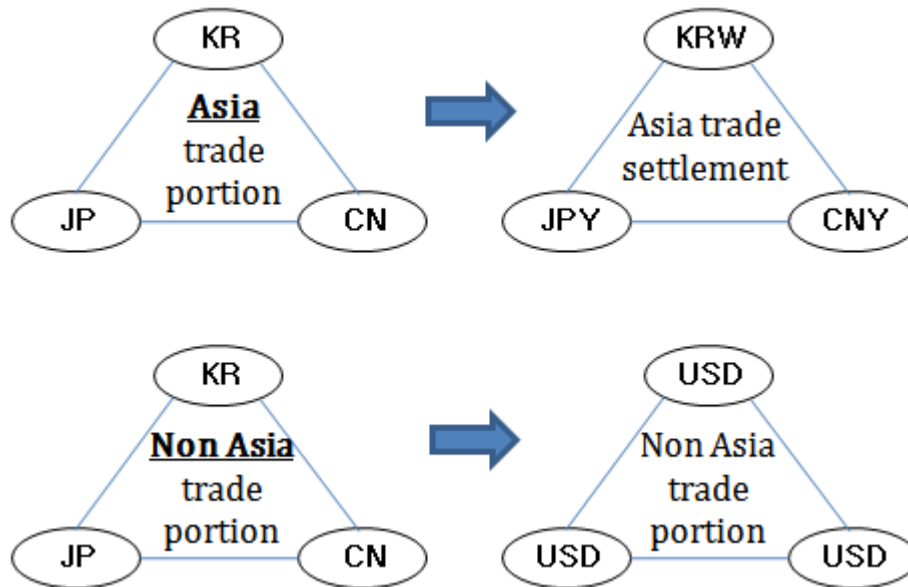 KR
Asia
trade
portion
JP
CN
KRW
Asia trade
settlement
JPY
CNY
KR
Non Asia
trade
portion
JP
CN
USD
Non Asia
trade
portion
USD
USD